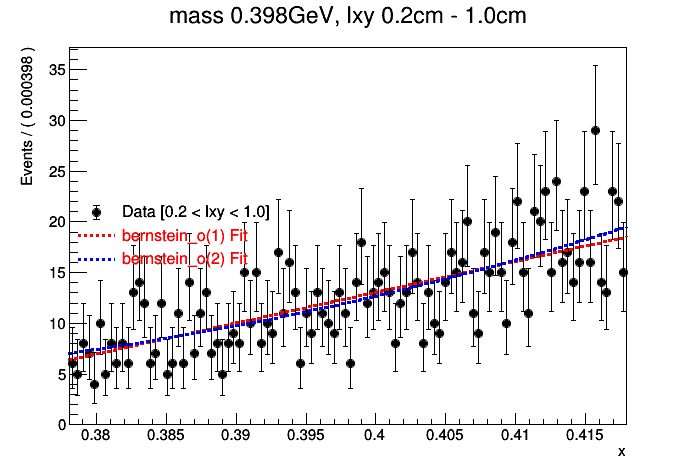 mass 0.398GeV, lxy 0.2cm - 1.0cm
Events / ( 0.000398 )
35
30
25
20
15
10
5
0
Data [0.2 < lxy < 1.0]
bernstein_o(1) Fit
bernstein_o(2) Fit
0.38 0.385 0.39 0.395 0.4 0.405 0.41 0.415
x